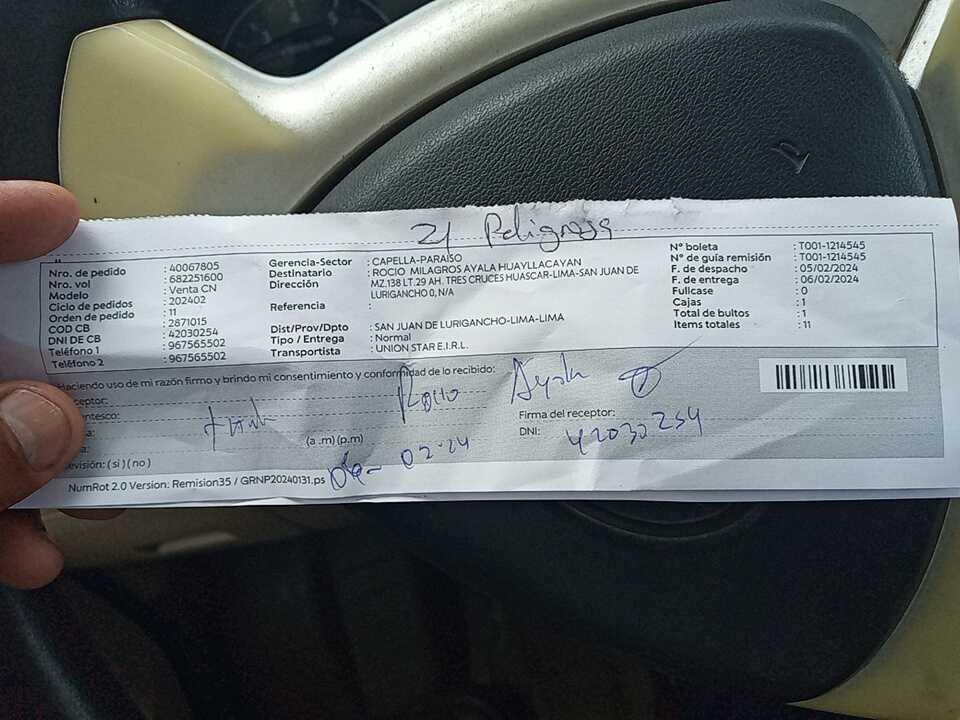 21 Peligrosa
Nro. de pedido : 40067805
Nro. vol : 682251600
Modelo : Venta CN
Ciclo de pedidos : 202402
Orden de pedido : 11
COD CB : 2871015
DNI DE CB : 42030254
Teléfono 1 : 967565502
Teléfono 2 : 967565502
Gerencia-Sector : CAPELLA-PARAISO
Destinatario : ROCIO MILAGROS AYALA HUAYLLACAYAN
Dirección : MZ.138 LT.29 AH. TRES CRUCES HUASCAR-LIMA-SAN JUAN DE
LURIGANCHO 0, N/A
Referencia :
Dist/Prov/Dpto : SAN JUAN DE LURIGANCHO-LIMA-LIMA
Tipo / Entrega : Normal
Transportista : UNION STAR E.I.R.L.
N° boleta : T001-1214545
N° de guía remisión : T001-1214545
F. de despacho : 05/02/2024
F. de entrega : 06/02/2024
Fullcase : 0
Cajas : 1
Total de bultos : 1
Items totales : 11
Haciendo uso de mi razón firmo y brindo mi consentimiento y conformidad de lo recibido:
ceptor: Rocio Ayala
entesco:
a: (a .m) (p.m)
Firma del receptor:
DNI: 42030254
evisión: ( si ) ( no )
02-24
NumRot 2.0 Version: Remision35 / GRNP20240131.ps